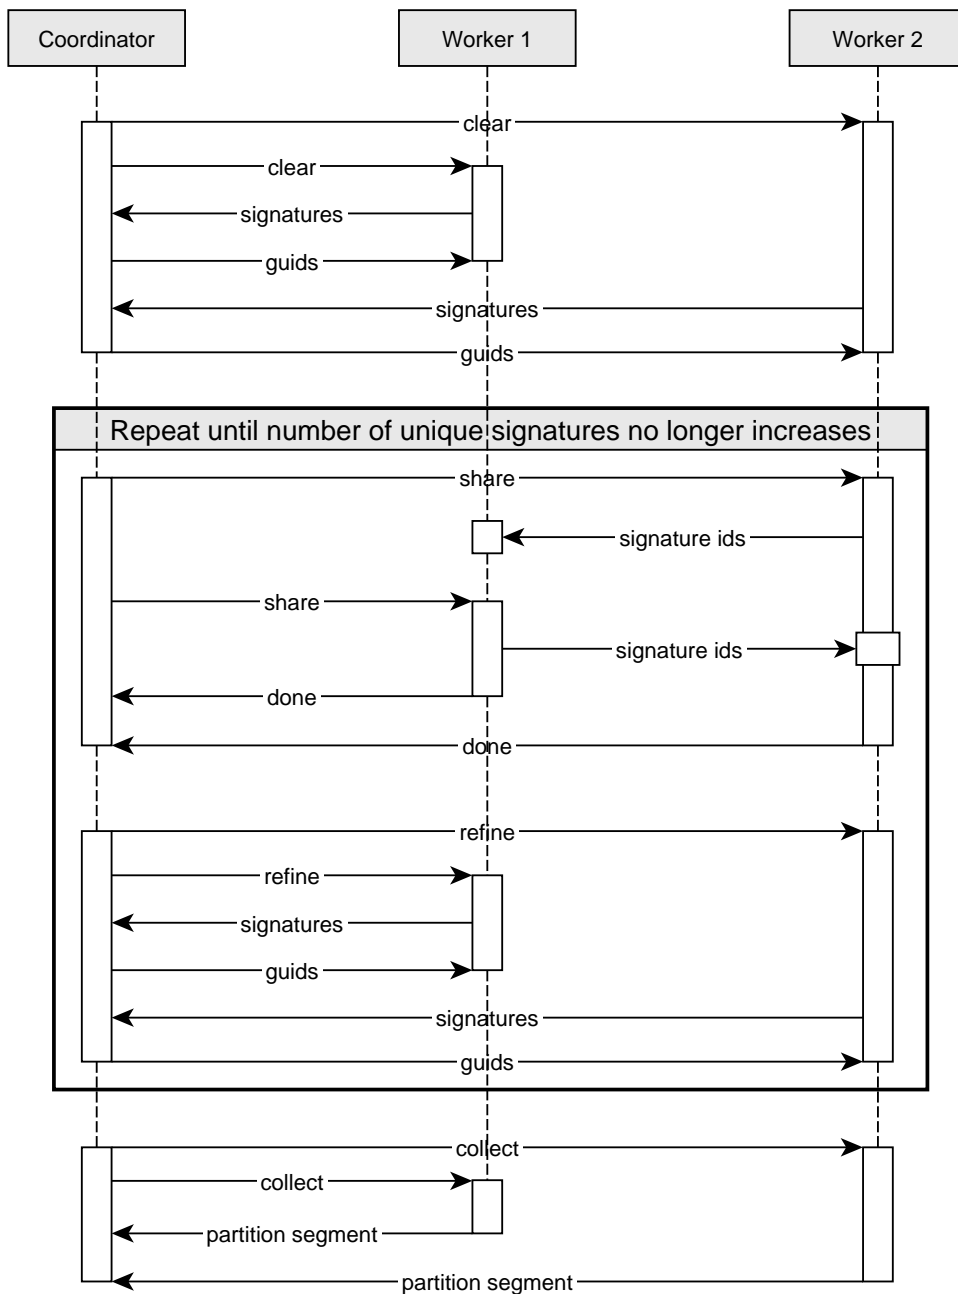 Coordinator
Worker 1
Worker 2
clear
clear
signatures
guids
signatures
guids
Repeat until number of unique signatures no longer increases
share
signature ids
share
signature ids
done
done
refine
refine
signatures
guids
signatures
guids
collect
collect
partition segment
partition segment